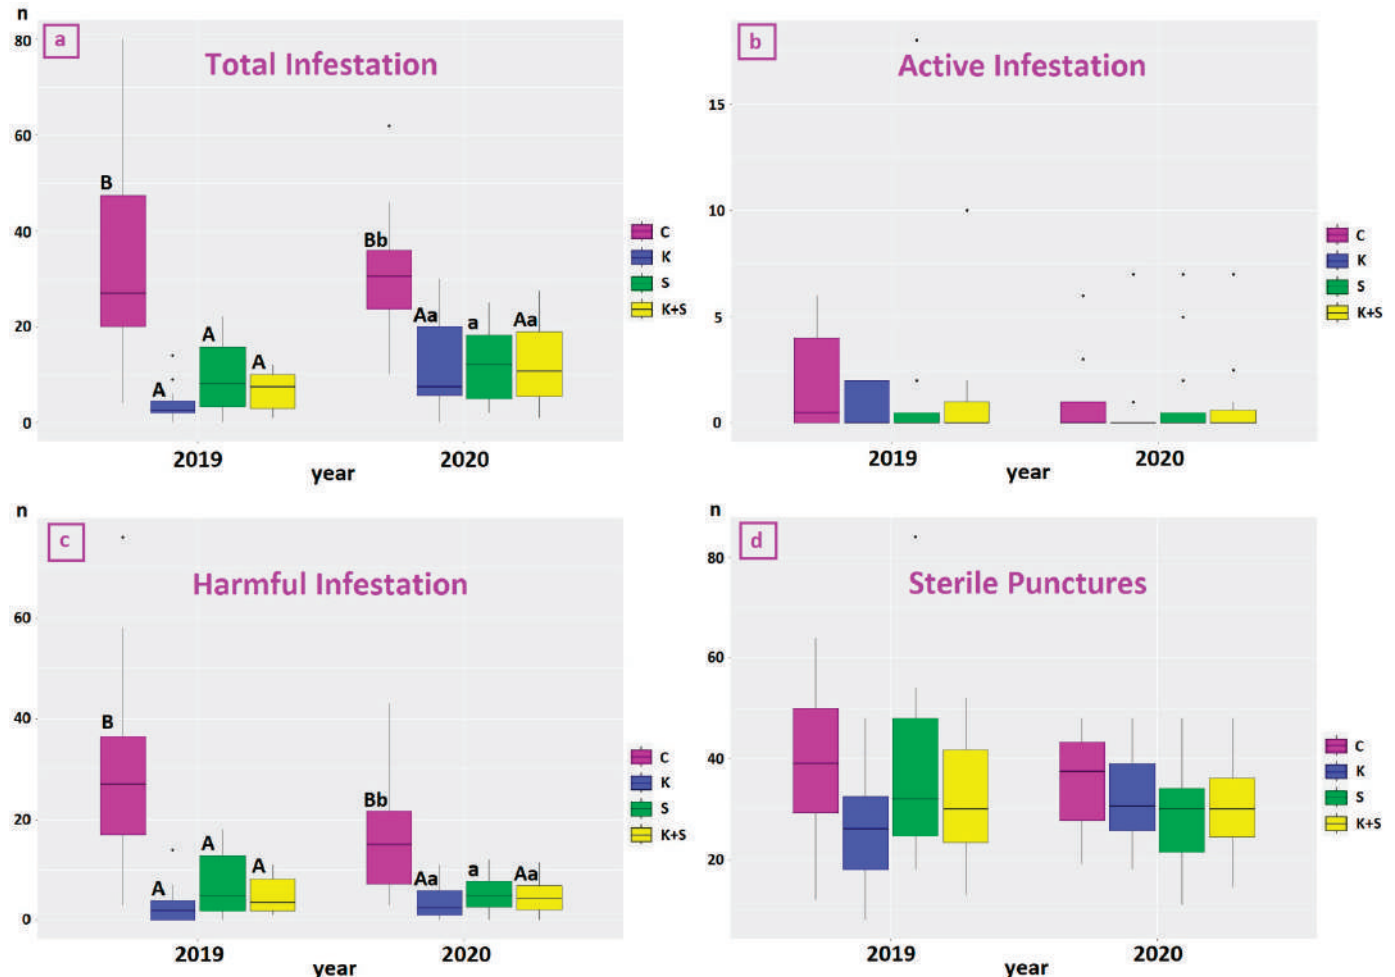 n
a
Total Infestation
80
60
40
20
0
B
A
A
A
Bb
Aa
a
Aa
C
K
S
K+S
2019
2020
year
b
Active Infestation
15
10
5
0
C
K
S
K+S
2019
2020
year
n
c
Harmful Infestation
60
40
20
0
B
A
A
A
Bb
Aa
a
Aa
C
K
S
K+S
2019
2020
year
n
d
Sterile Punctures
80
60
40
20
C
K
S
K+S
2019
2020
year